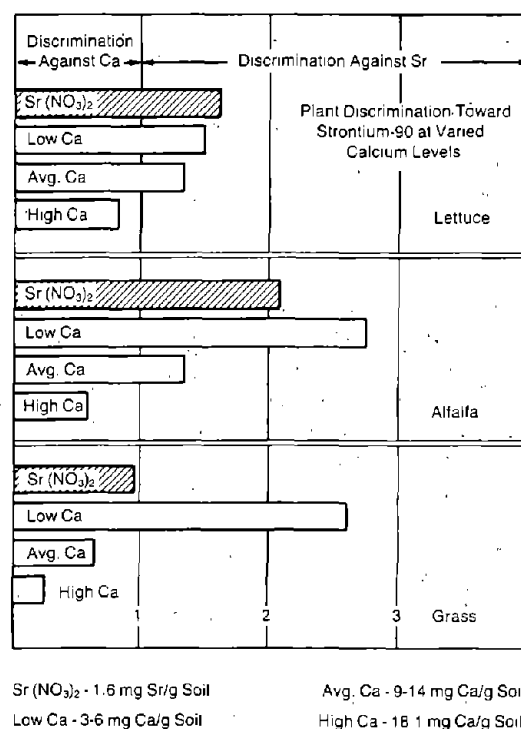 Discrimination
Against Ca
Discrimination Against Sr
Plant Discrimination Toward
Strontium-90 at Varied
Calcium Levels
Sr (NO₃)₂
Low Ca
Avg. Ca
High Ca
Lettuce
Sr (NO₃)₂
Low Ca
Avg. Ca
High Ca
Alfalfa
Sr (NO₃)₂
Low Ca
Avg. Ca
High Ca
1
2
3
Grass
Sr (NO₃)₂ - 1.6 mg Sr/g Soil
Avg. Ca - 9-14 mg Ca/g Soil
Low Ca - 3-6 mg Ca/g Soil
High Ca - 18 1 mg Ca/g Soil